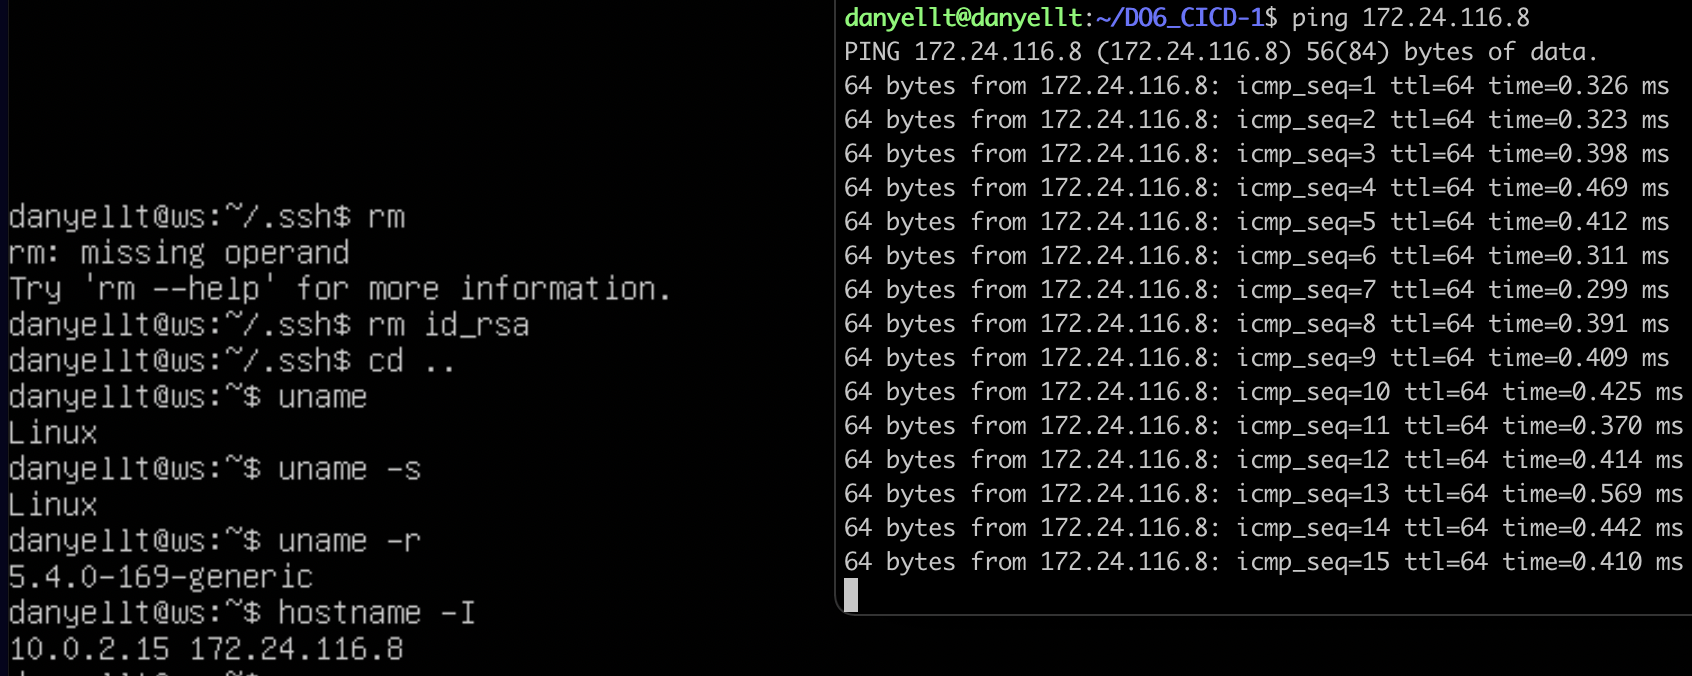 danyellt@ws:~/.ssh$ rm
rm: missing operand
Try 'rm --help' for more information.
danyellt@ws:~/.ssh$ rm id_rsa
danyellt@ws:~/.ssh$ cd ..
danyellt@ws:~$ uname
Linux
danyellt@ws:~$ uname -s
Linux
danyellt@ws:~$ uname -r
5.4.0-169-generic
danyellt@ws:~$ hostname -I
10.0.2.15 172.24.116.8
danyellt@danyellt:~/DO6_CICD-1$ ping 172.24.116.8
PING 172.24.116.8 (172.24.116.8) 56(84) bytes of data.
64 bytes from 172.24.116.8: icmp_seq=1 ttl=64 time=0.326 ms
64 bytes from 172.24.116.8: icmp_seq=2 ttl=64 time=0.323 ms
64 bytes from 172.24.116.8: icmp_seq=3 ttl=64 time=0.398 ms
64 bytes from 172.24.116.8: icmp_seq=4 ttl=64 time=0.469 ms
64 bytes from 172.24.116.8: icmp_seq=5 ttl=64 time=0.412 ms
64 bytes from 172.24.116.8: icmp_seq=6 ttl=64 time=0.311 ms
64 bytes from 172.24.116.8: icmp_seq=7 ttl=64 time=0.299 ms
64 bytes from 172.24.116.8: icmp_seq=8 ttl=64 time=0.391 ms
64 bytes from 172.24.116.8: icmp_seq=9 ttl=64 time=0.409 ms
64 bytes from 172.24.116.8: icmp_seq=10 ttl=64 time=0.425 ms
64 bytes from 172.24.116.8: icmp_seq=11 ttl=64 time=0.370 ms
64 bytes from 172.24.116.8: icmp_seq=12 ttl=64 time=0.414 ms
64 bytes from 172.24.116.8: icmp_seq=13 ttl=64 time=0.569 ms
64 bytes from 172.24.116.8: icmp_seq=14 ttl=64 time=0.442 ms
64 bytes from 172.24.116.8: icmp_seq=15 ttl=64 time=0.410 ms